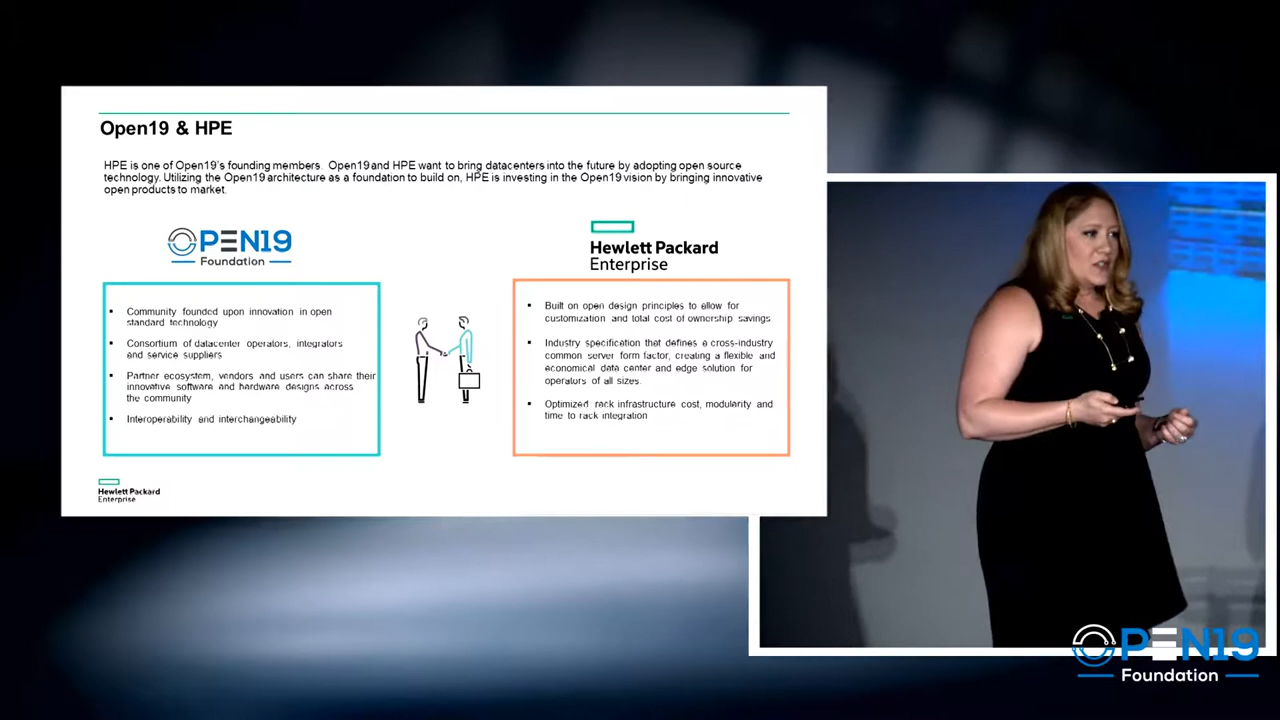 Open19 & HPE
HPE is one of Open19's founding members. Open19 and HPE want to bring datacenters into the future by adopting open source
technology. Utilizing the Open19 architecture as a foundation to build on, HPE is investing in the Open19 vision by bringing innovative
open products to market.
OPEN19
Foundation
Hewlett Packard
Enterprise
▪ Community founded upon innovation in open
standard technology
▪ Consortium of datacenter operators, integrators
and service suppliers
▪ Partner ecosystem, vendors and users can share their
innovative software and hardware designs across
the community
▪ Interoperability and interchangeability
▪ Built on open design principles to allow for
customization and total cost of ownership savings.
▪ Industry specification that defines a cross-industry
common server form factor, creating a flexible and
economical data center and edge solution for
operators of all sizes.
▪ Optimized rack infrastructure cost, modularity and
time to rack integration
Hewlett Packard
Enterprise
OPEN19
Foundation